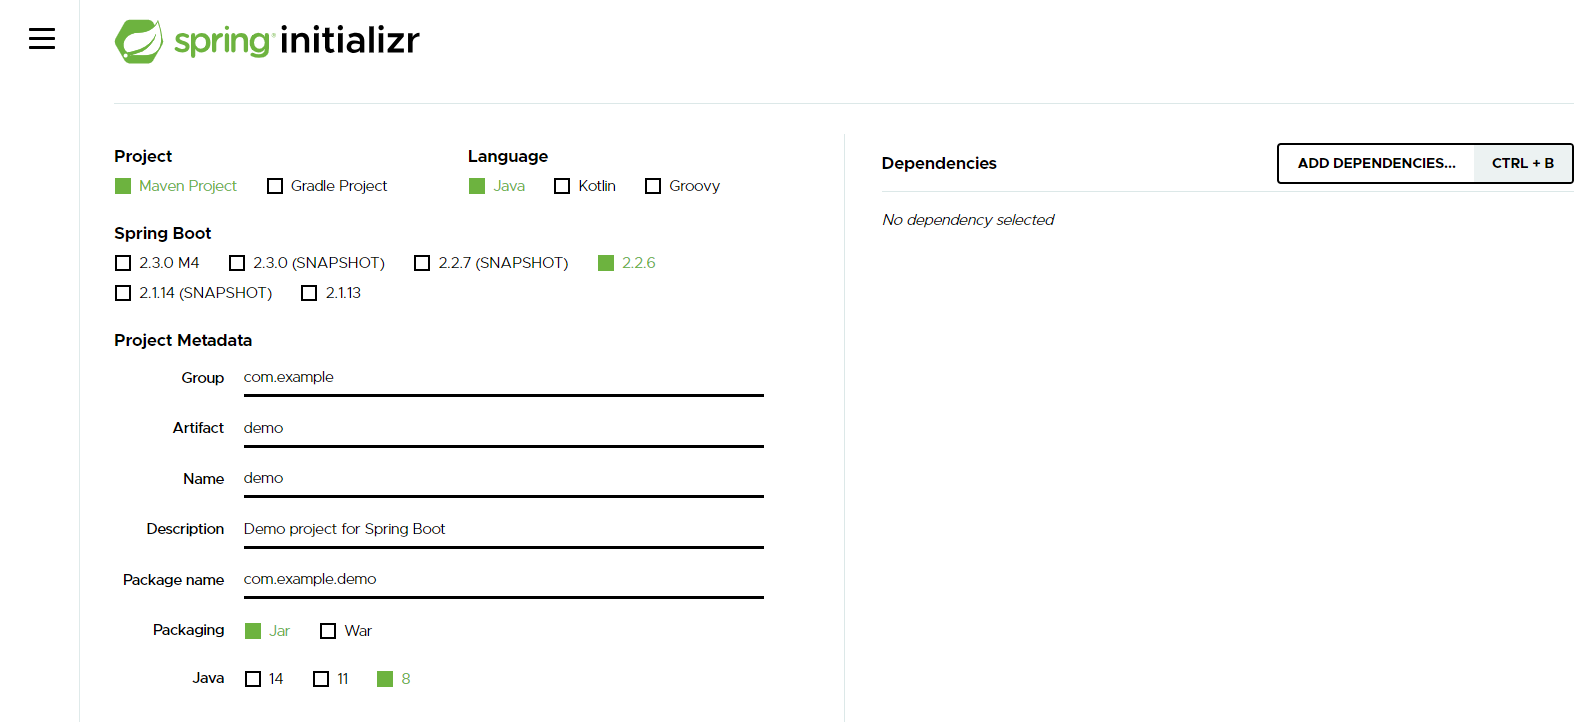 spring initializr
Project
Maven Project Gradle Project
Language
Java Kotlin Groovy
Spring Boot
2.3.0 M4 2.3.0 (SNAPSHOT) 2.2.7 (SNAPSHOT) 2.2.6
2.1.14 (SNAPSHOT) 2.1.13
Project Metadata
Group com.example
Artifact demo
Name demo
Description Demo project for Spring Boot
Package name com.example.demo
Packaging Jar War
Java 14 11 8
Dependencies
ADD DEPENDENCIES... CTRL + B
No dependency selected